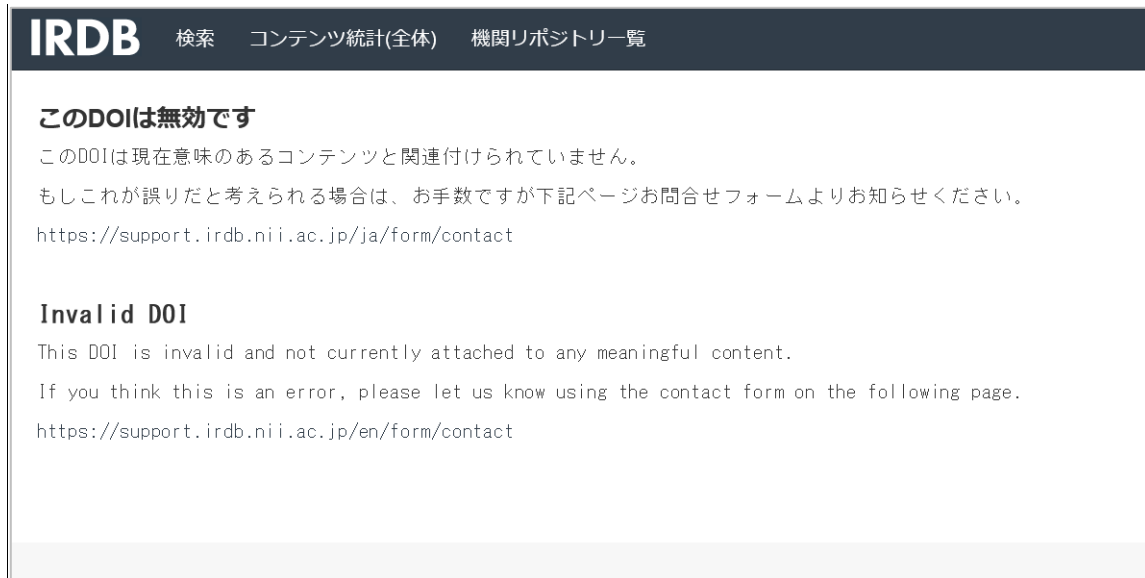 IRDB 検索 コンテンツ統計(全体) 機関リポジトリ一覧
このDOIは無効です
このDOIは現在意味のあるコンテンツと関連付けられていません。
もしこれが誤りだと考えられる場合は、お手数ですが下記ページお問合せフォームよりお知らせください。
https://support.irdb.nii.ac.jp/ja/form/contact
Invalid DOI
This DOI is invalid and not currently attached to any meaningful content.
If you think this is an error, please let us know using the contact form on the following page.
https://support.irdb.nii.ac.jp/en/form/contact